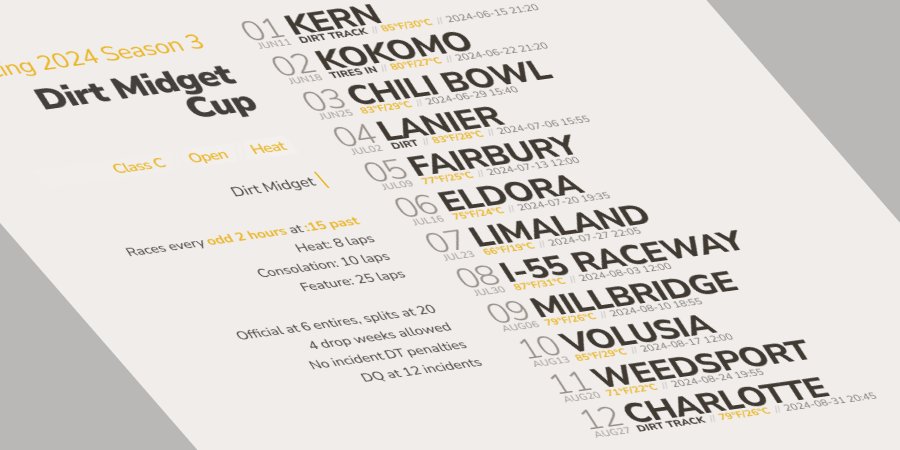 ing 2024 Season 3
Dirt Midget
Cup
Class C Open Heat
Dirt Midget
Races every odd 2 hours at :15 past
Heat: 8 laps
Consolation: 10 laps
Feature: 25 laps
Official at 6 entires, splits at 20
4 drop weeks allowed
No incident DT penalties
DQ at 12 incidents
01 KERN
JUN11 DIRT TRACK // 85°F/30°C // 2024-06-15 21:20
02 KOKOMO
JUN18 TIRES IN // 80°F/27°C // 2024-06-22 21:20
03 CHILI BOWL
JUN25 83°F/29°C // 2024-06-29 15:40
04 LANIER
JUL02 DIRT // 83°F/28°C // 2024-07-06 15:55
05 FAIRBURY
JUL09 77°F/25°C // 2024-07-13 12:00
06 ELDORA
JUL16 75°F/24°C // 2024-07-20 19:35
07 LIMALAND
JUL23 66°F/19°C // 2024-07-27 22:05
08 I-55 RACEWAY
JUL30 87°F/31°C // 2024-08-03 12:00
09 MILLBRIDGE
AUG06 79°F/26°C // 2024-08-10 18:55
10 VOLUSIA
AUG13 85°F/29°C // 2024-08-17 12:00
11 WEEDSPORT
AUG20 71°F/22°C // 2024-08-24 19:55
12 CHARLOTTE
AUG27 DIRT TRACK // 79°F/26°C // 2024-08-31 20:45